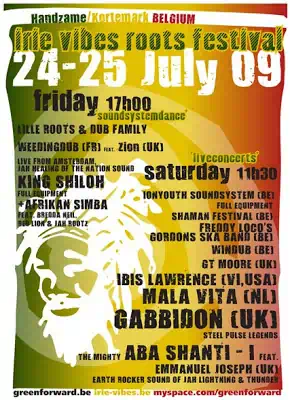 Handzame/Kortemark BELGIUM
irie vibes roots festival
24-25 July 09
friday 17h00
'soundsystemdance'
LILLE ROOTS & DUB FAMILY
WEEDINGDUB (FR) FEAT. Zion (UK)
LIVE FROM AMSTERDAM,
JAH HEALING OF THE NATION SOUND
KING SHILOH
FULL EQUIPMENT
+AFRIKAN SIMBA
FEAT. BREDDA NEIL,
RED LION & JAH ROOTZ
'liveconcerts'
saturday 11h30
IONYOUTH SOUNDSYSTEM (BE)
FULL EQUIPMENT
SHAMAN FESTIVAL (BE)
FREDDY LOCO'S
GORDONS SKA BAND (BE)
WINDUB (BE)
GT MOORE (UK)
IBIS LAWRENCE (VI,USA)
MALA VITA (NL)
GABBIDON (UK)
STEEL PULSE LEGENDS
THE MIGHTY ABA SHANTI - I FEAT.
EMMANUEL JOSEPH (UK)
EARTH ROCKER SOUND OF JAH LIGHTNING & THUNDER
greenforward.be irie-vibes.be myspace.com/greenforward